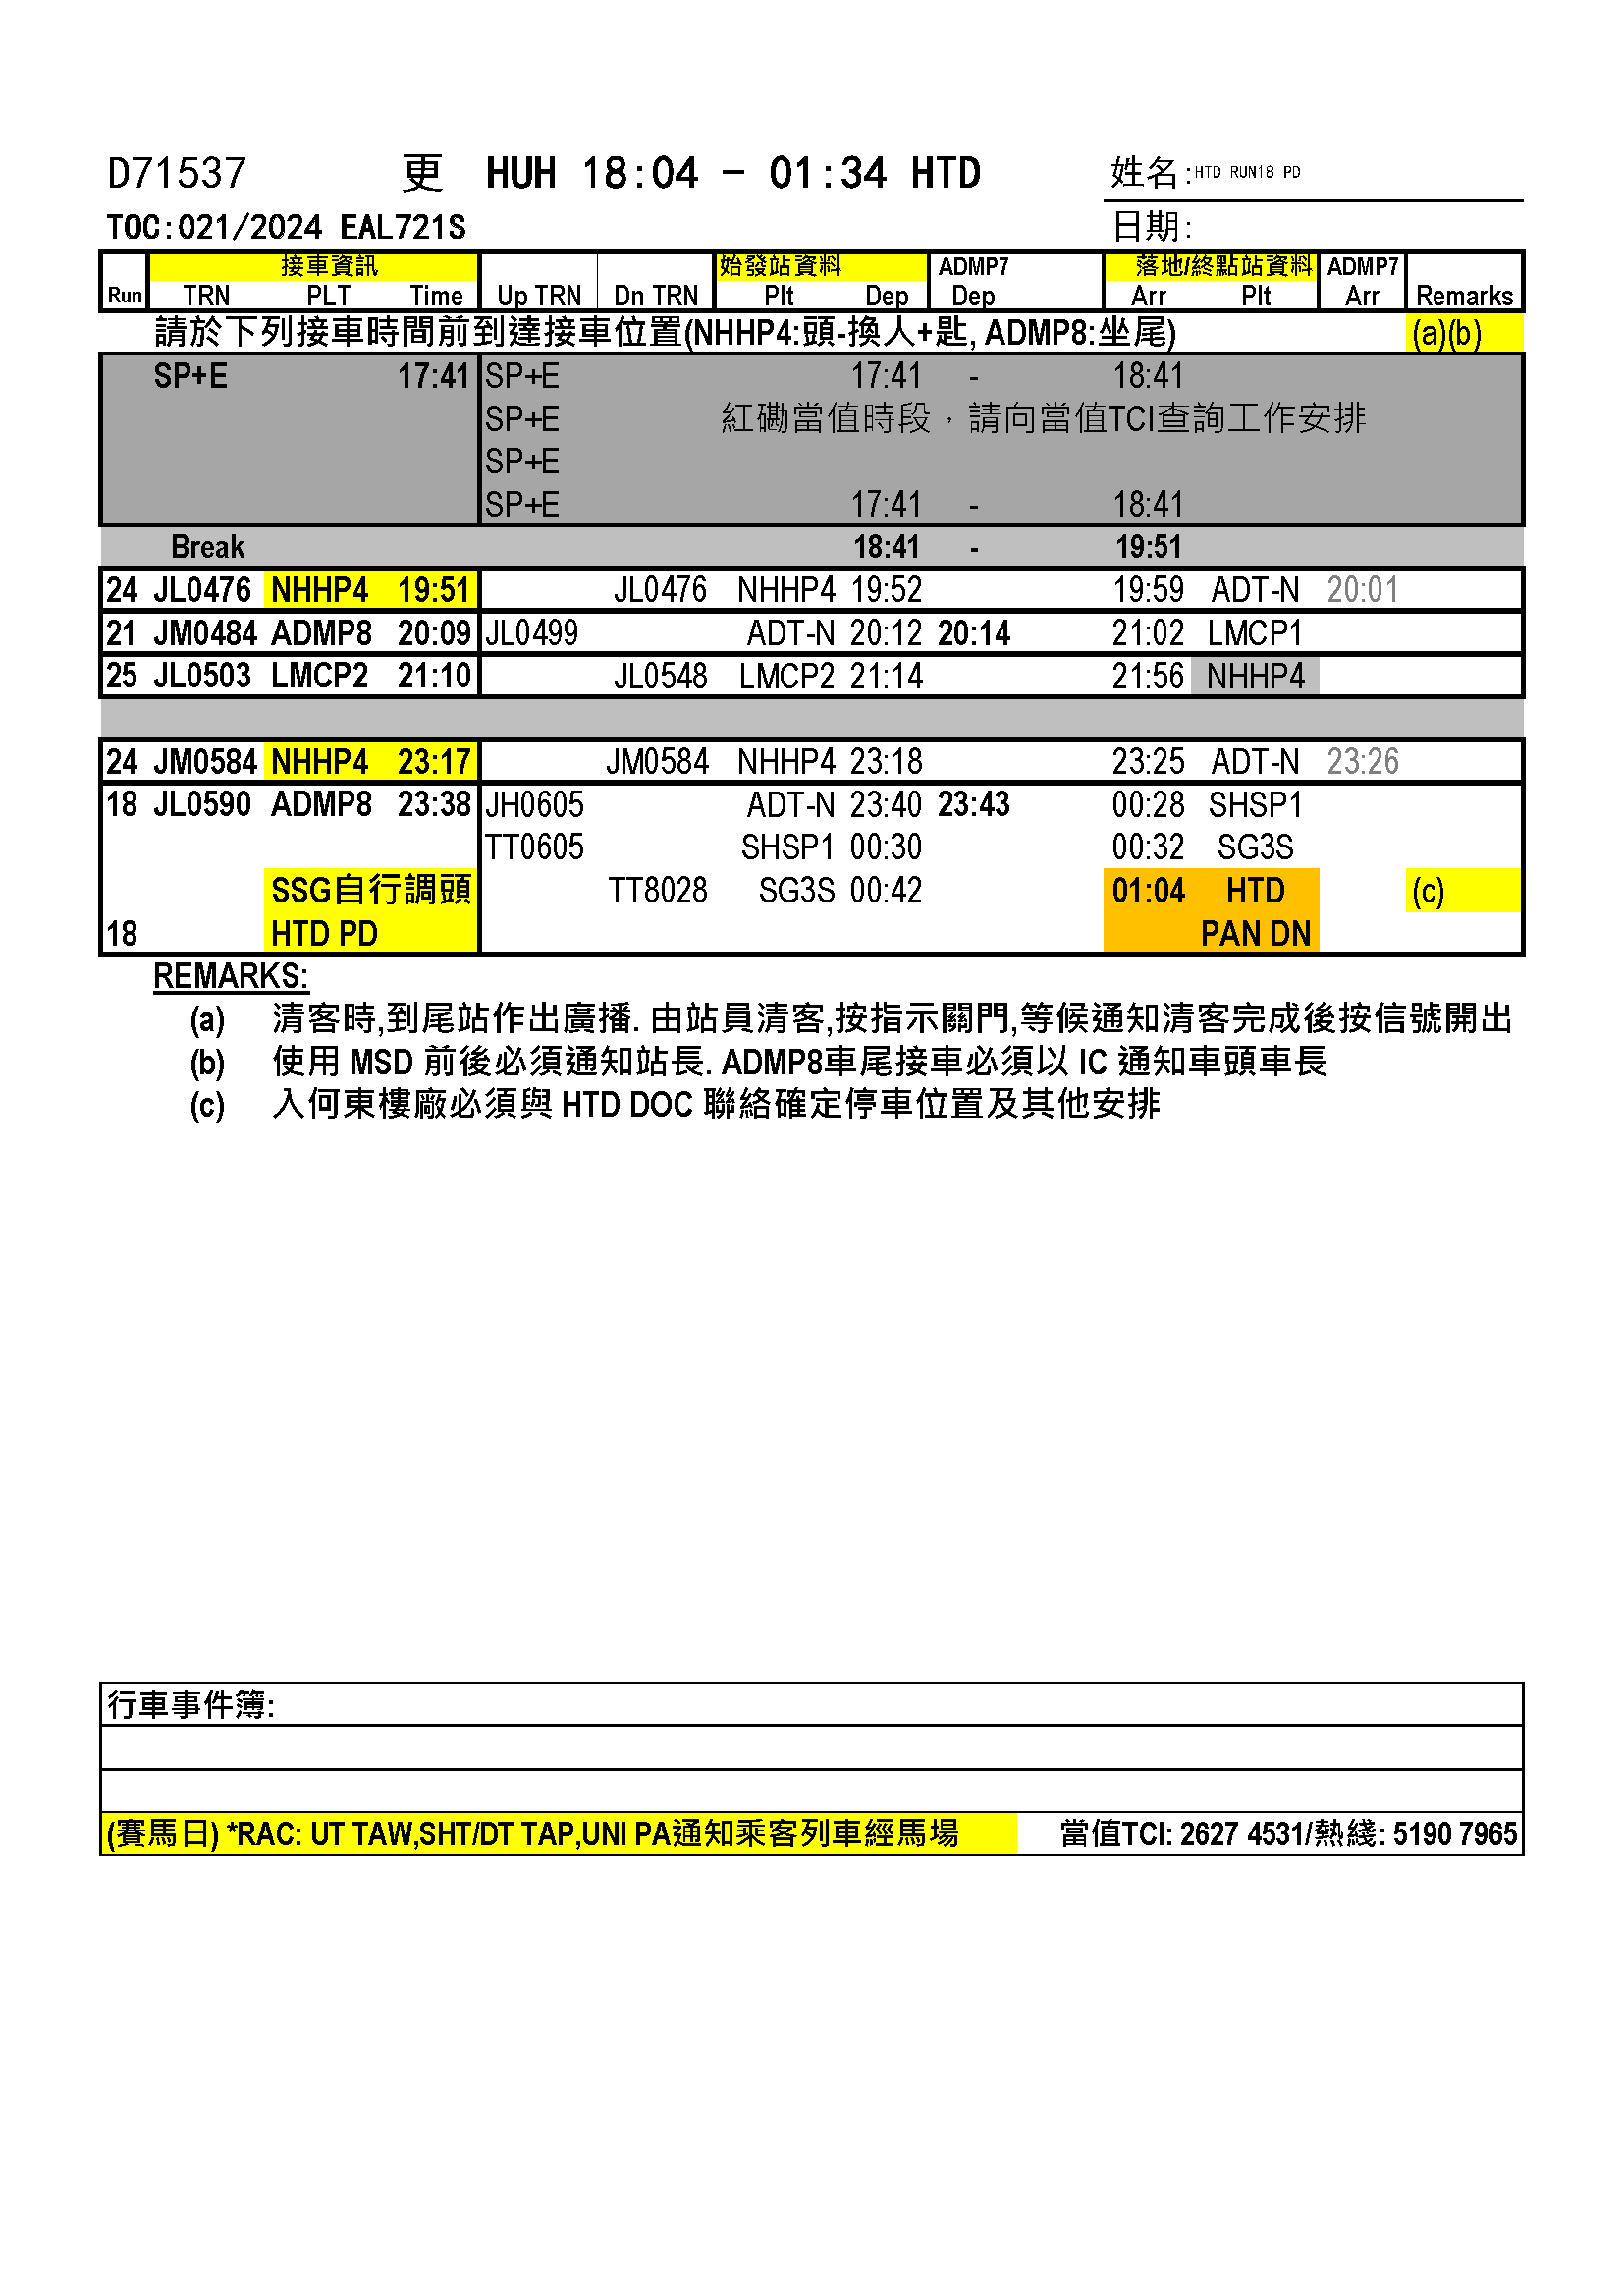 D71537 更 HUH 18:04 - 01:34 HTD 姓名:HTD RUN18 PD
TOC:021/2024 EAL721S 日期:
接車資訊 始發站資料 ADMP7 落地/終點站資料 ADMP7
Run TRN PLT Time Up TRN Dn TRN Plt Dep Dep Arr Plt Arr Remarks
請於下列接車時間前到達接車位置(NHHP4:頭-換人+匙, ADMP8:坐尾) (a)(b)
SP+E 17:41 SP+E 17:41 - 18:41
SP+E 紅磡當值時段，請向當值TCI查詢工作安排
SP+E
SP+E 17:41 - 18:41
Break 18:41 - 19:51
24 JL0476 NHHP4 19:51 JL0476 NHHP4 19:52 19:59 ADT-N 20:01
21 JM0484 ADMP8 20:09 JL0499 ADT-N 20:12 20:14 21:02 LMCP1
25 JL0503 LMCP2 21:10 JL0548 LMCP2 21:14 21:56 NHHP4
24 JM0584 NHHP4 23:17 JM0584 NHHP4 23:18 23:25 ADT-N 23:26
18 JL0590 ADMP8 23:38 JH0605 ADT-N 23:40 23:43 00:28 SHSP1
TT0605 SHSP1 00:30 00:32 SG3S
SSG自行調頭 TT8028 SG3S 00:42 01:04 HTD (c)
18 HTD PD PAN DN
REMARKS:
(a) 清客時,到尾站作出廣播. 由站員清客,按指示關門,等候通知清客完成後按信號開出
(b) 使用 MSD 前後必須通知站長. ADMP8車尾接車必須以 IC 通知車頭車長
(c) 入何東樓廠必須與 HTD DOC 聯絡確定停車位置及其他安排
行車事件簿:
(賽馬日) *RAC: UT TAW,SHT/DT TAP,UNI PA通知乘客列車經馬場 當值TCI: 2627 4531/熱綫: 5190 7965